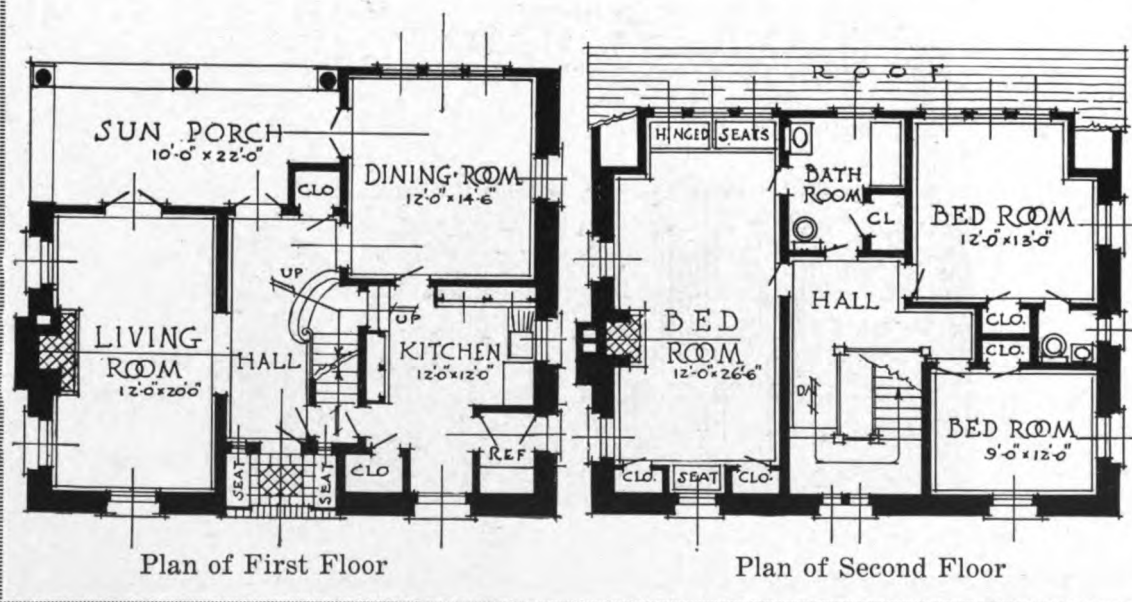 SUN PORCH
10'-0" x 22'-0"
CLO
DINING ROOM
12'-0" x 14'-6"
UP
UP
LIVING
ROOM
12'-0" x 20'-0"
HALL
KITCHEN
12'-0" x 12'-0"
SEAT
SEAT
CLO
REF
Plan of First Floor
ROOF
HINGED SEATS
BATH
ROOM
CL
BED ROOM
12'-0" x 13'-0"
HALL
BED
ROOM
12'-0" x 26'-6"
CLO.
CLO.
DN
BED ROOM
9'-0" x 12'-0"
CLO.
SEAT
CLO.
Plan of Second Floor